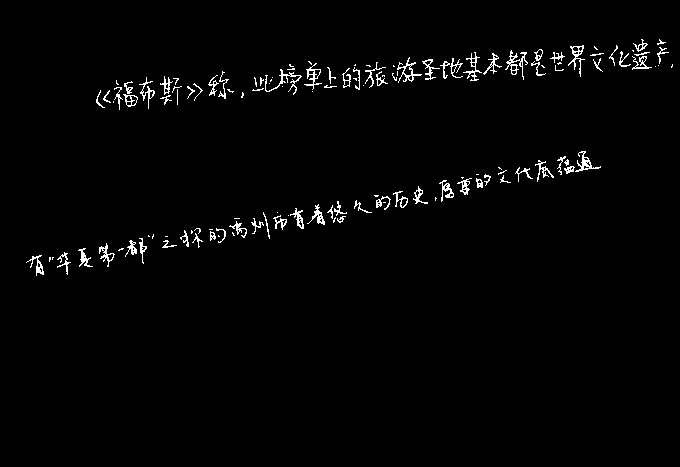 《福布斯》称，此榜单上的旅游圣地基本都是世界文化遗产，
有“华夏第一都”之称的禹州市有着悠久的历史，厚重的文化底蕴通